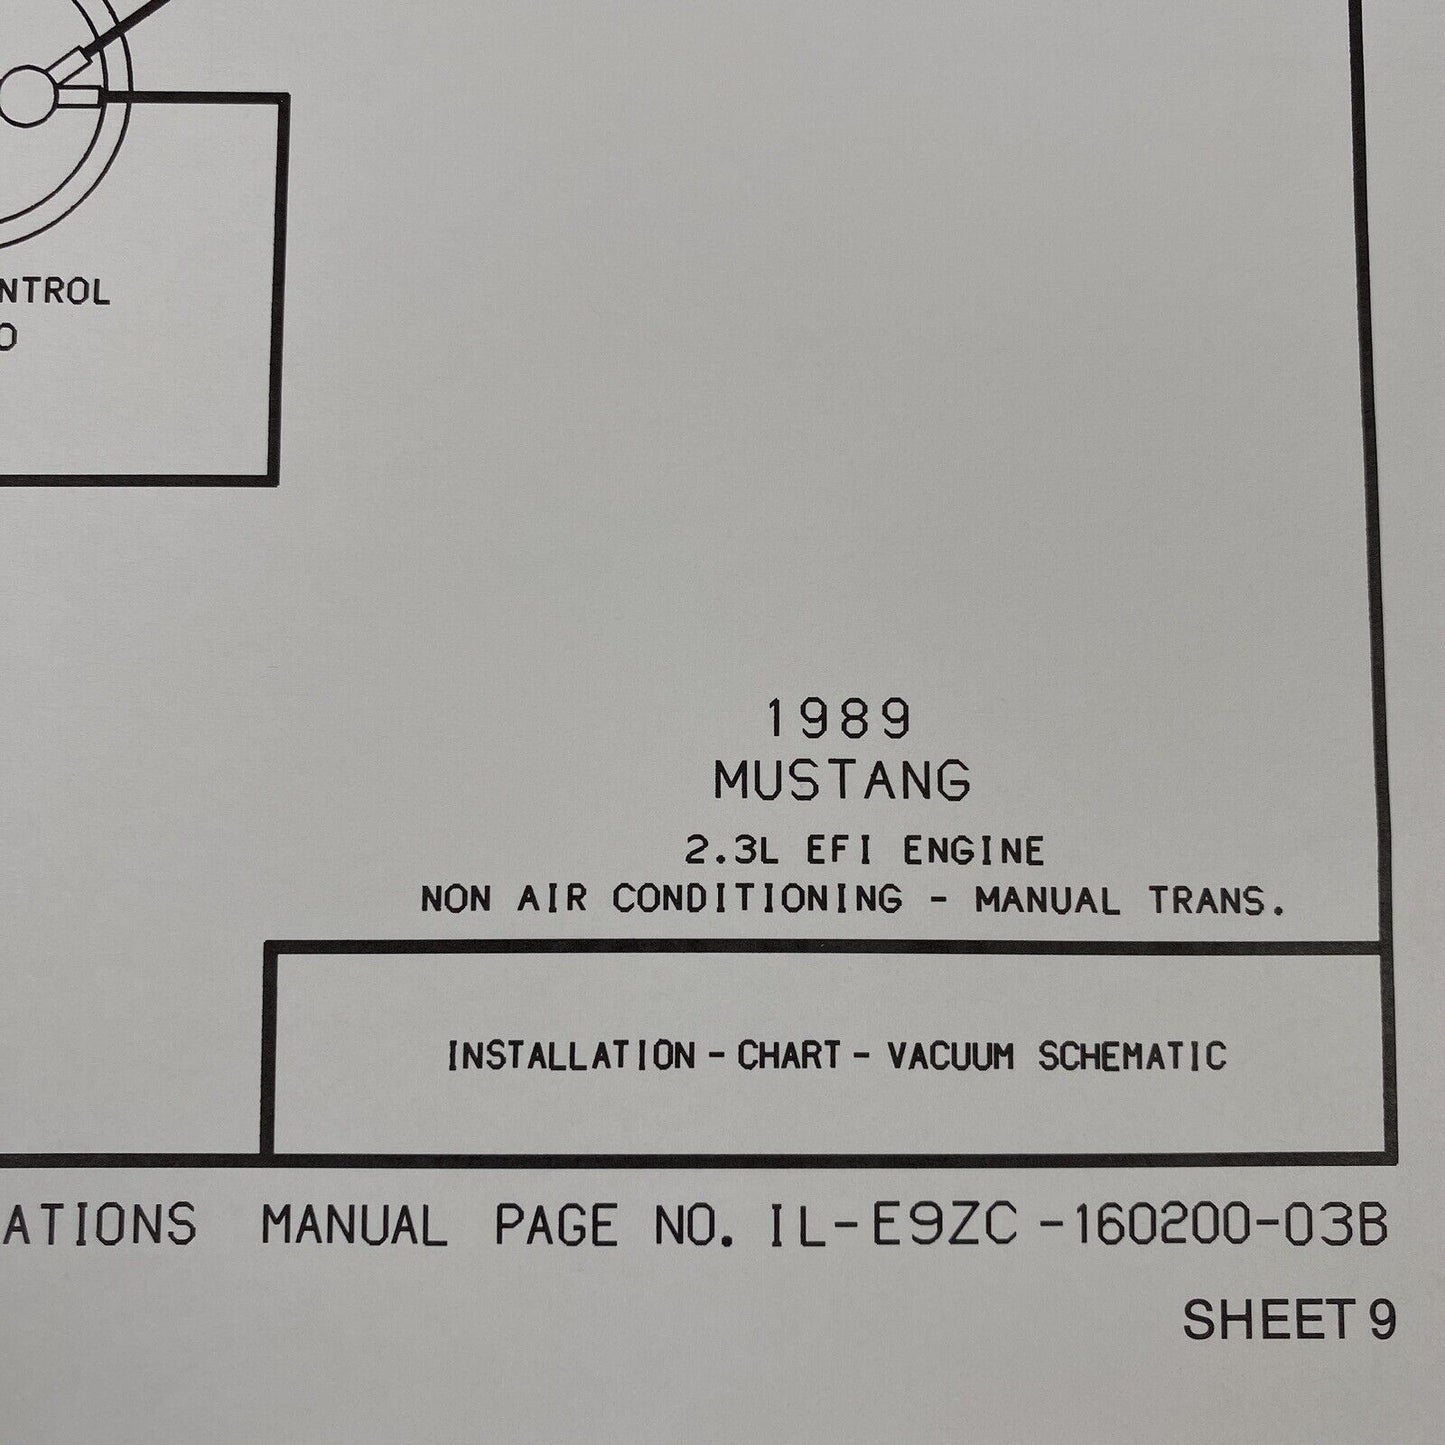 NTROL
O
1989
MUSTANG
2.3L EFI ENGINE
NON AIR CONDITIONING - MANUAL TRANS.
INSTALLATION - CHART - VACUUM SCHEMATIC
ATIONS MANUAL PAGE NO. IL-E9ZC-160200-03B
SHEET 9